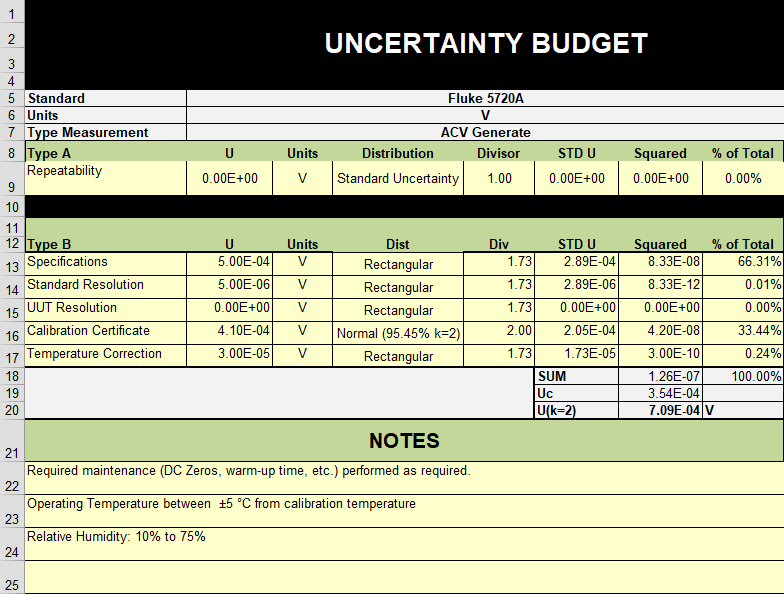 1
2 UNCERTAINTY BUDGET
3
4
5 Standard Fluke 5720A
6 Units V
7 Type Measurement ACV Generate
8 Type A U Units Distribution Divisor STD U Squared % of Total
9 Repeatability 0.00E+00 V Standard Uncertainty 1.00 0.00E+00 0.00E+00 0.00%
10
11
12 Type B U Units Dist Div STD U Squared % of Total
13 Specifications 5.00E-04 V Rectangular 1.73 2.89E-04 8.33E-08 66.31%
14 Standard Resolution 5.00E-06 V Rectangular 1.73 2.89E-06 8.33E-12 0.01%
15 UUT Resolution 0.00E+00 V Rectangular 1.73 0.00E+00 0.00E+00 0.00%
16 Calibration Certificate 4.10E-04 V Normal (95.45% k=2) 2.00 2.05E-04 4.20E-08 33.44%
17 Temperature Correction 3.00E-05 V Rectangular 1.73 1.73E-05 3.00E-10 0.24%
18 SUM 1.26E-07 100.00%
19 Uc 3.54E-04
20 U(k=2) 7.09E-04 V
21 NOTES
22 Required maintenance (DC Zeros, warm-up time, etc.) performed as required.
23 Operating Temperature between ±5 °C from calibration temperature
24 Relative Humidity: 10% to 75%
25